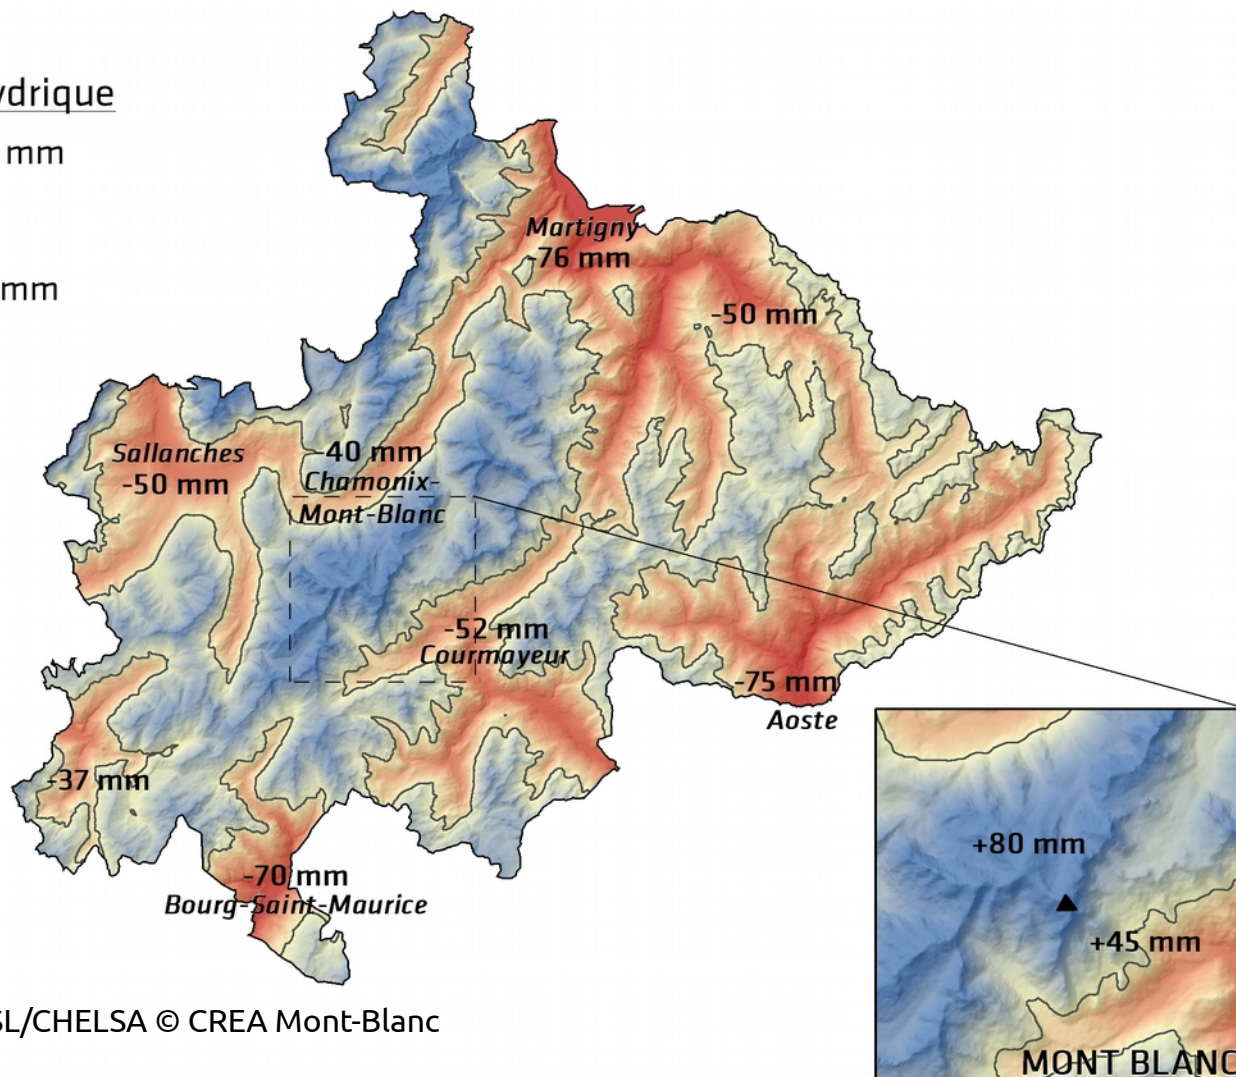 ydrique
mm
mm
Martigny
-76 mm
-50 mm
Sallanches
-50 mm
-40 mm
Chamonix-
Mont-Blanc
-52 mm
Courmayeur
-75 mm
Aoste
-37 mm
-70 mm
Bourg-Saint-Maurice
+80 mm
+45 mm
MONT BLANC
SL/CHELSA © CREA Mont-Blanc